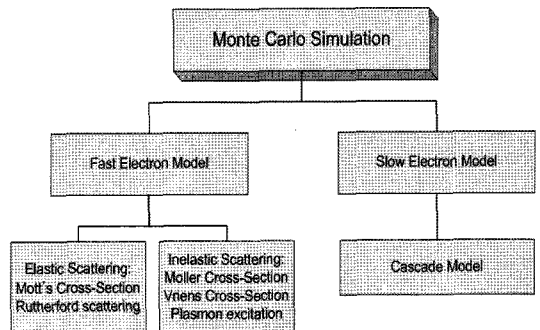 Monte Carlo Simulation
Fast Electron Model
Slow Electron Model
Elastic Scattering:
Mott's Cross-Section
Rutherford scattering
Inelastic Scattering:
Moller Cross-Section
Vriens Cross-Section
Plasmon excitation
Cascade Model